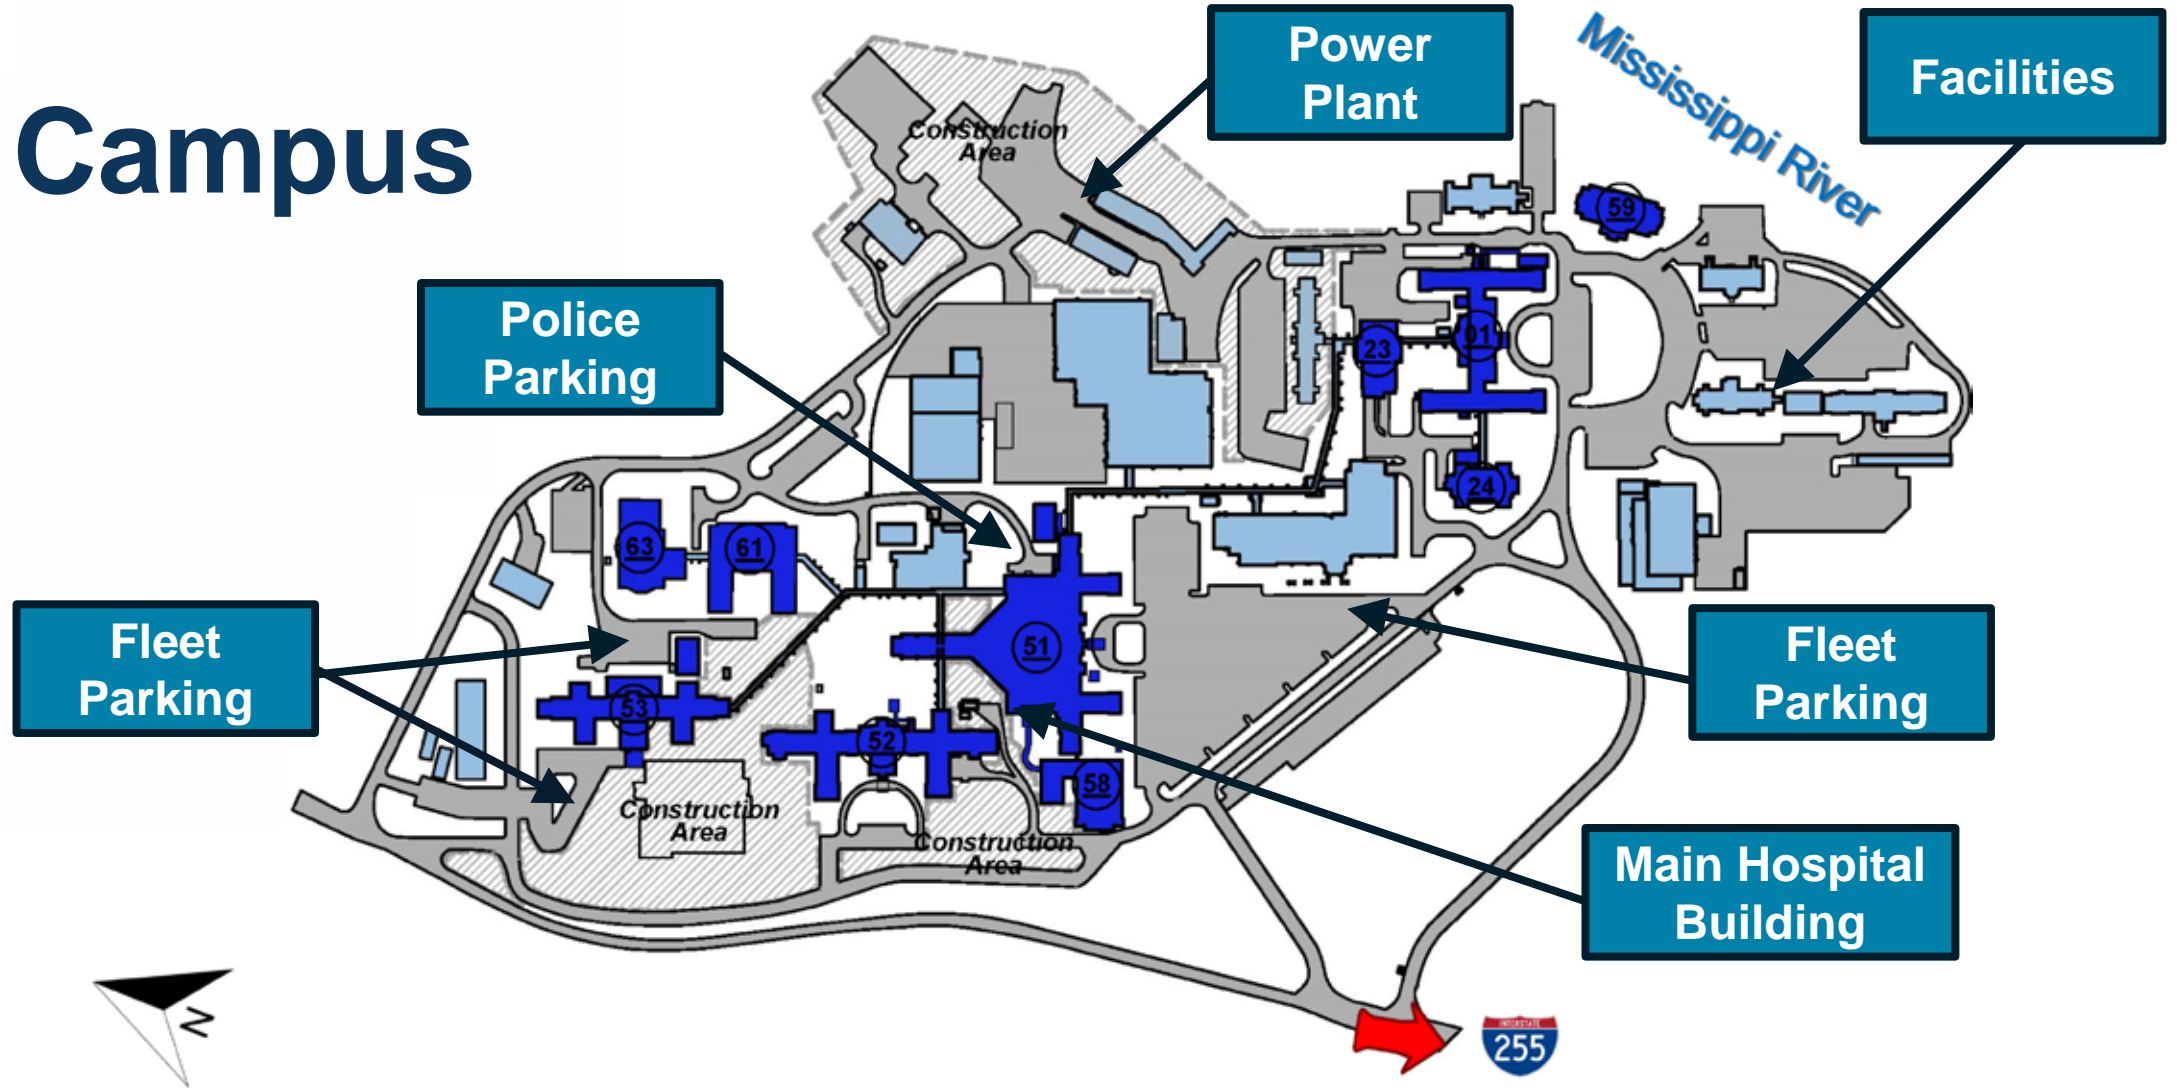 Campus
Power
Plant
Mississippi River
Facilities
Construction
Area
59
Police
Parking
23
01
24
63
61
Fleet
Parking
51
Fleet
Parking
53
52
58
Construction
Area
Construction
Area
Main Hospital
Building
N
INTERSTATE
255